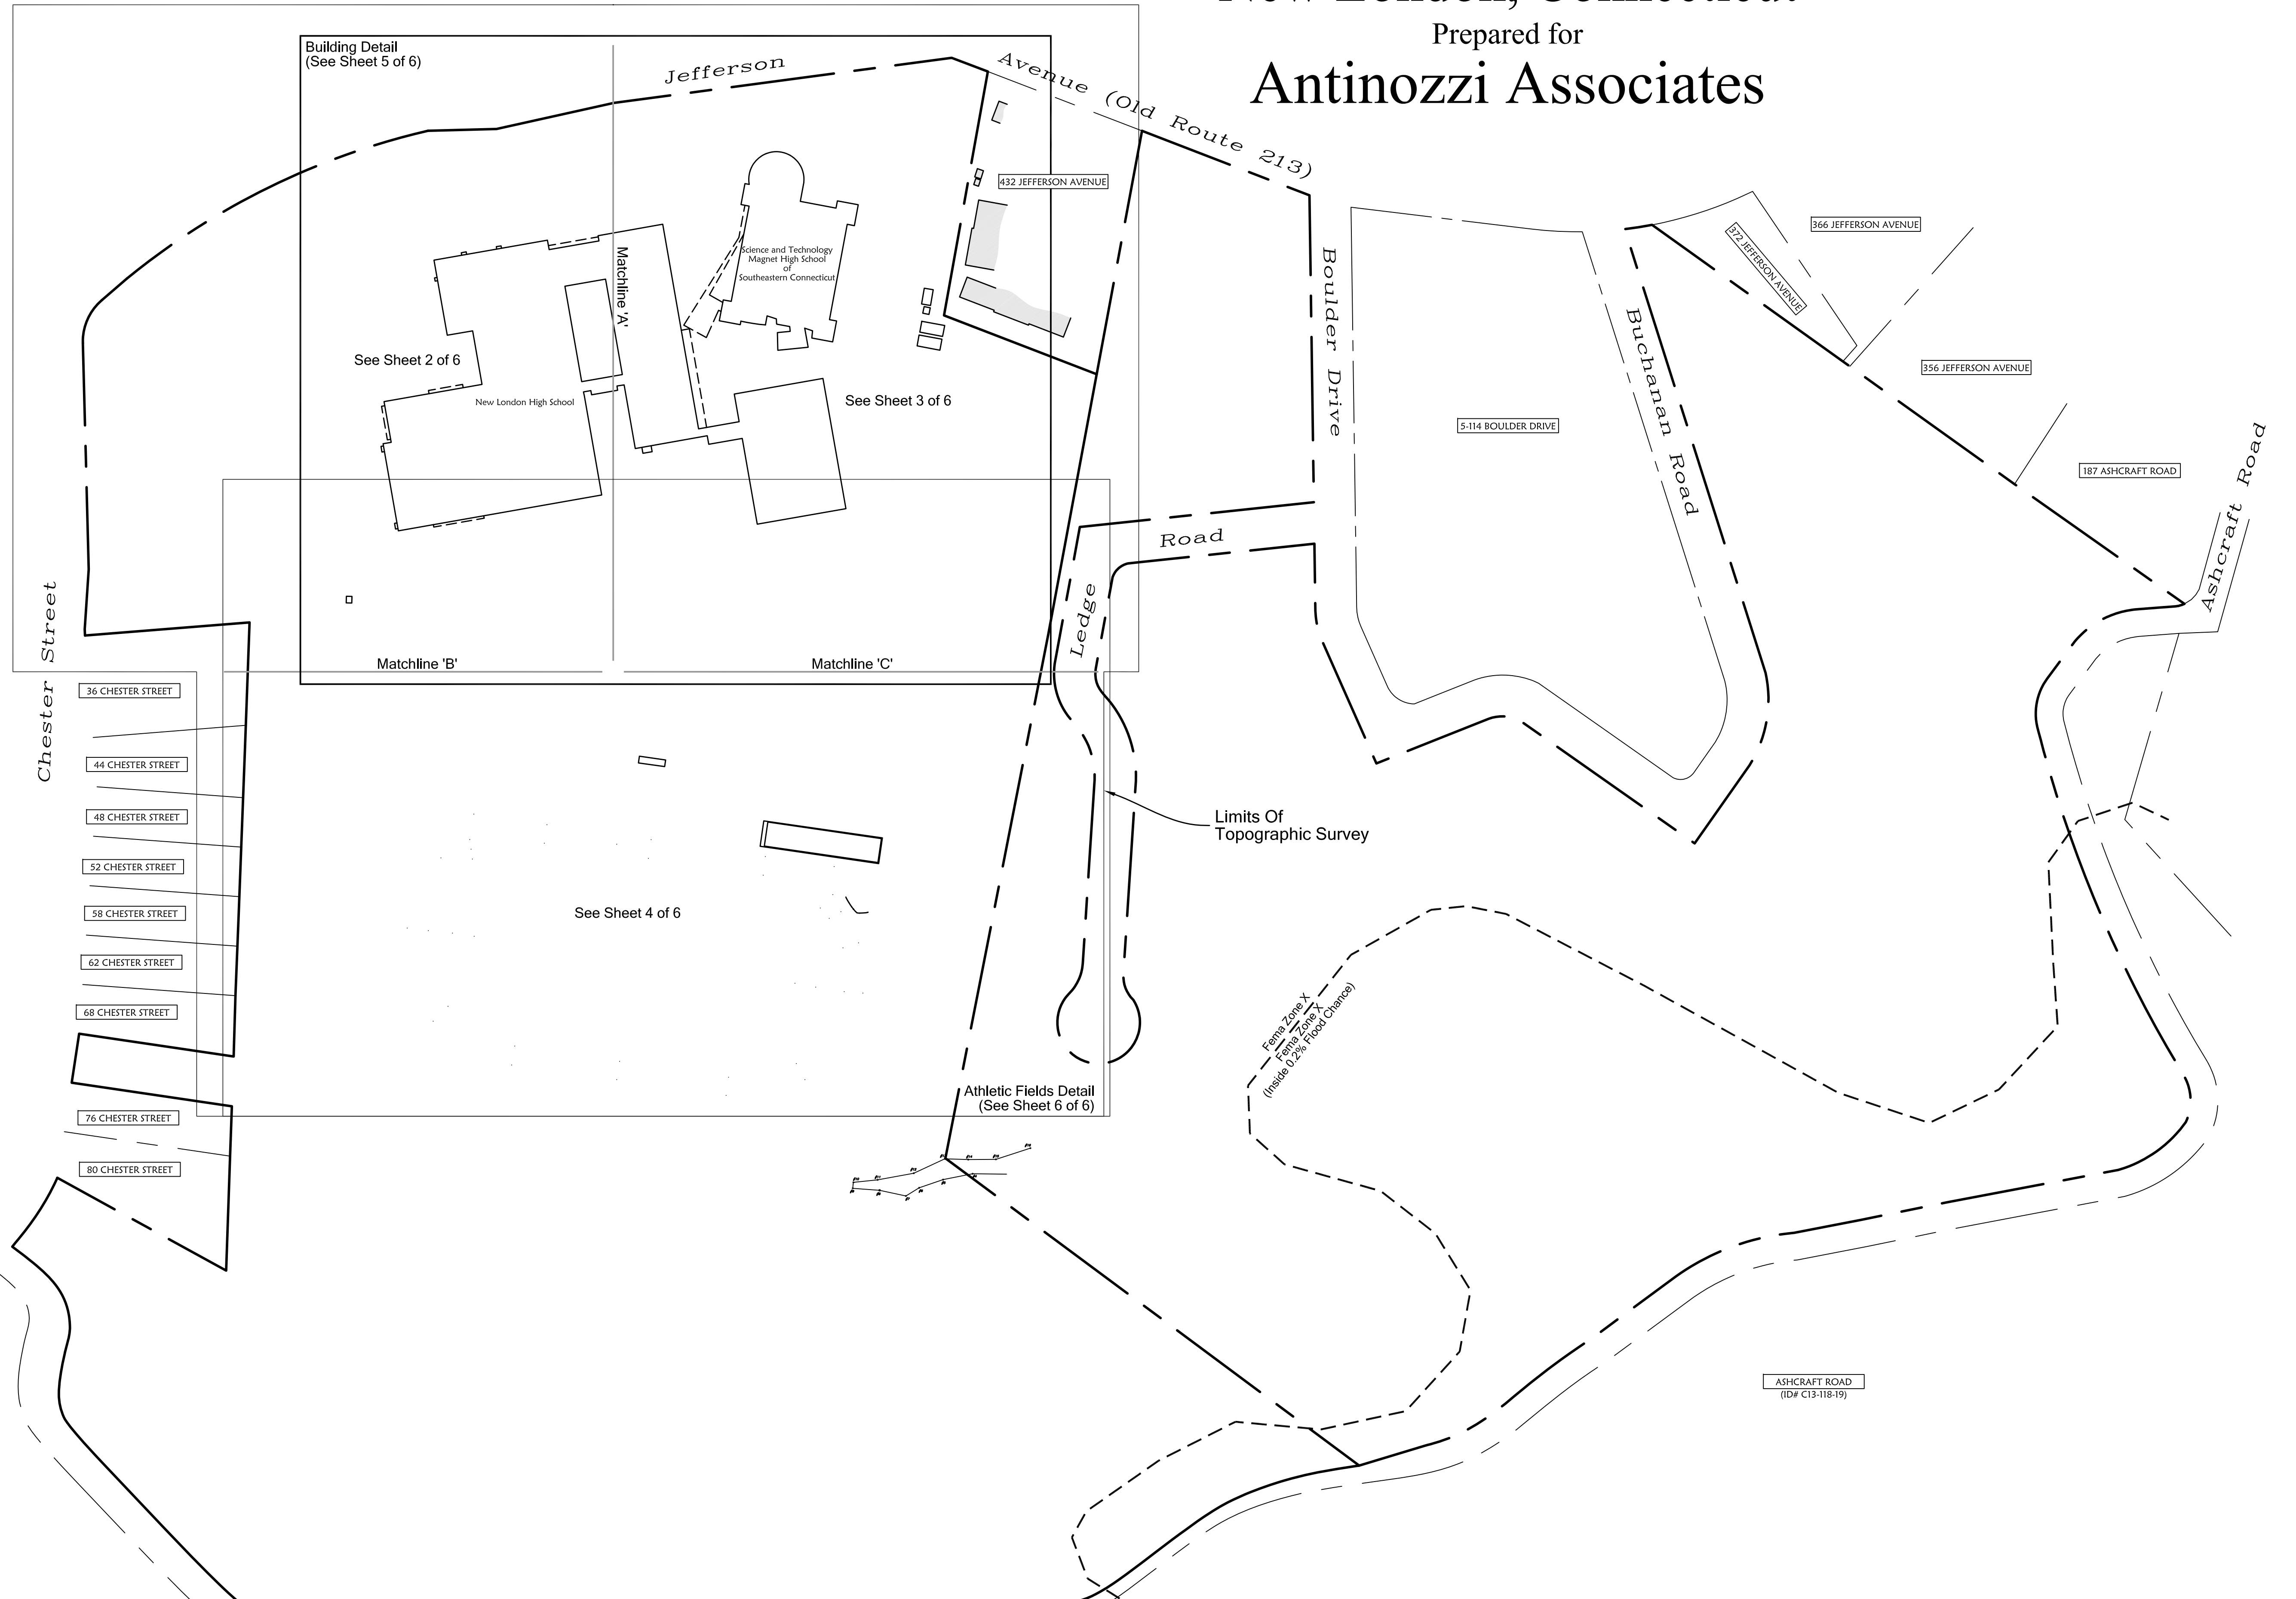 New London, Connecticut
Prepared for
Antinozzi Associates
Building Detail
(See Sheet 5 of 6)
Jefferson
Avenue (Old Route 213)
432 JEFFERSON AVENUE
Science and Technology
Magnet High School
of
Southeastern Connecticut
Matchline 'A'
See Sheet 2 of 6
New London High School
See Sheet 3 of 6
Boulder Drive
5-114 BOULDER DRIVE
Buchanan Road
372 JEFFERSON AVENUE
366 JEFFERSON AVENUE
356 JEFFERSON AVENUE
187 ASHCRAFT ROAD
Ashcraft Road
Ledge
Road
Matchline 'B'
Matchline 'C'
Chester Street
36 CHESTER STREET
44 CHESTER STREET
48 CHESTER STREET
52 CHESTER STREET
58 CHESTER STREET
62 CHESTER STREET
68 CHESTER STREET
76 CHESTER STREET
80 CHESTER STREET
Limits Of
Topographic Survey
See Sheet 4 of 6
Athletic Fields Detail
(See Sheet 6 of 6)
Fema Zone X
Fema Zone X
(Inside 0.2% Flood Chance)
ASHCRAFT ROAD
(ID# C13-118-19)